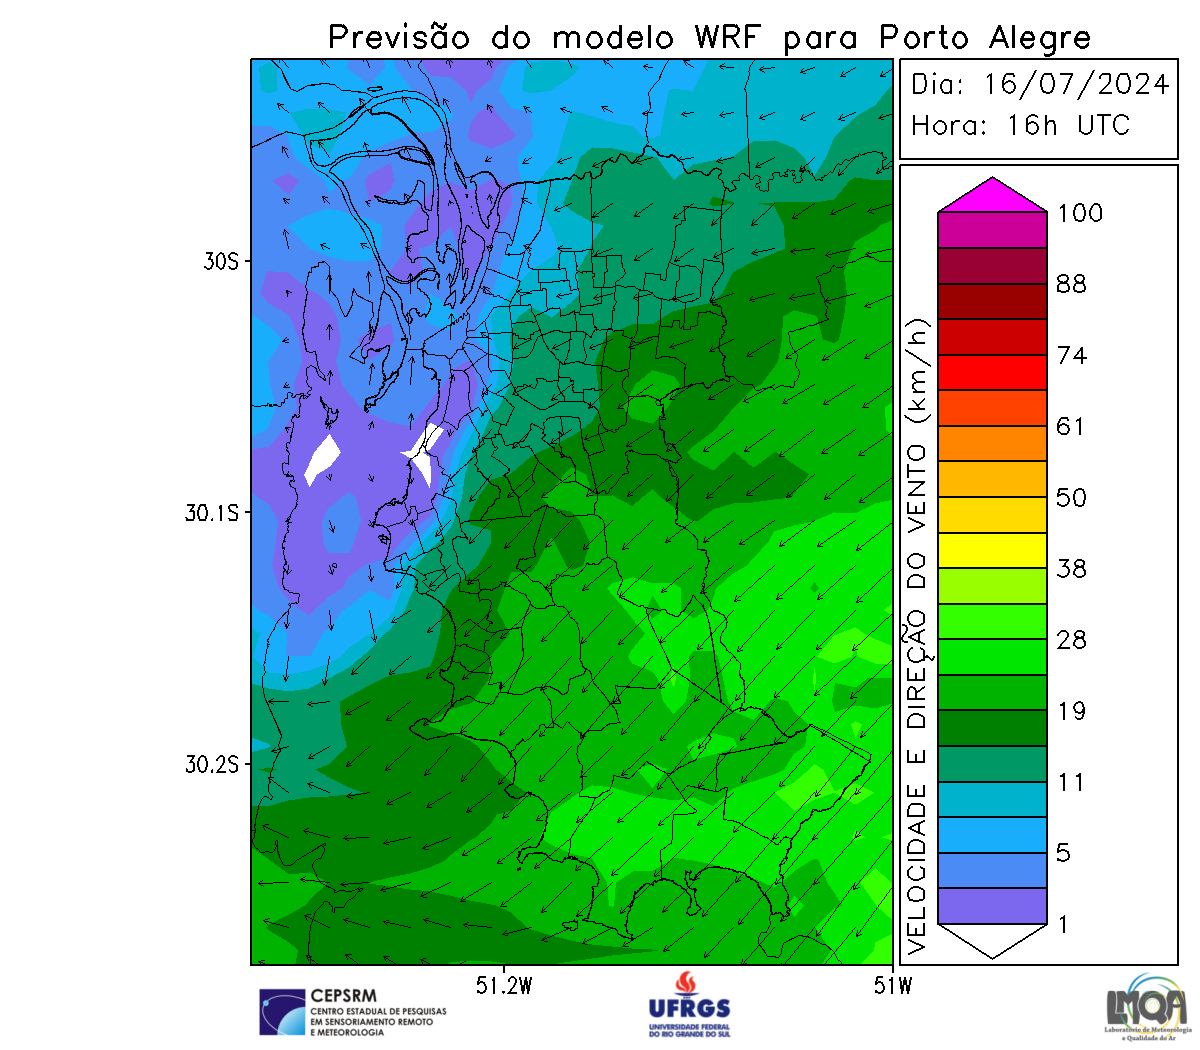 Previsão do modelo WRF para Porto Alegre
Dia: 16/07/2024
Hora: 16h UTC
30S
30.1S
30.2S
51.2W
51W
VELOCIDADE E DIREÇÃO DO VENTO (km/h)
100
88
74
61
50
38
28
19
11
5
1
CEPSRM
CENTRO ESTADUAL DE PESQUISAS
EM SENSORIAMENTO REMOTO
E METEOROLOGIA
UFRGS
UNIVERSIDADE FEDERAL
DO RIO GRANDE DO SUL
LMQA
Laboratório de Meteorologia
e Qualidade do Ar